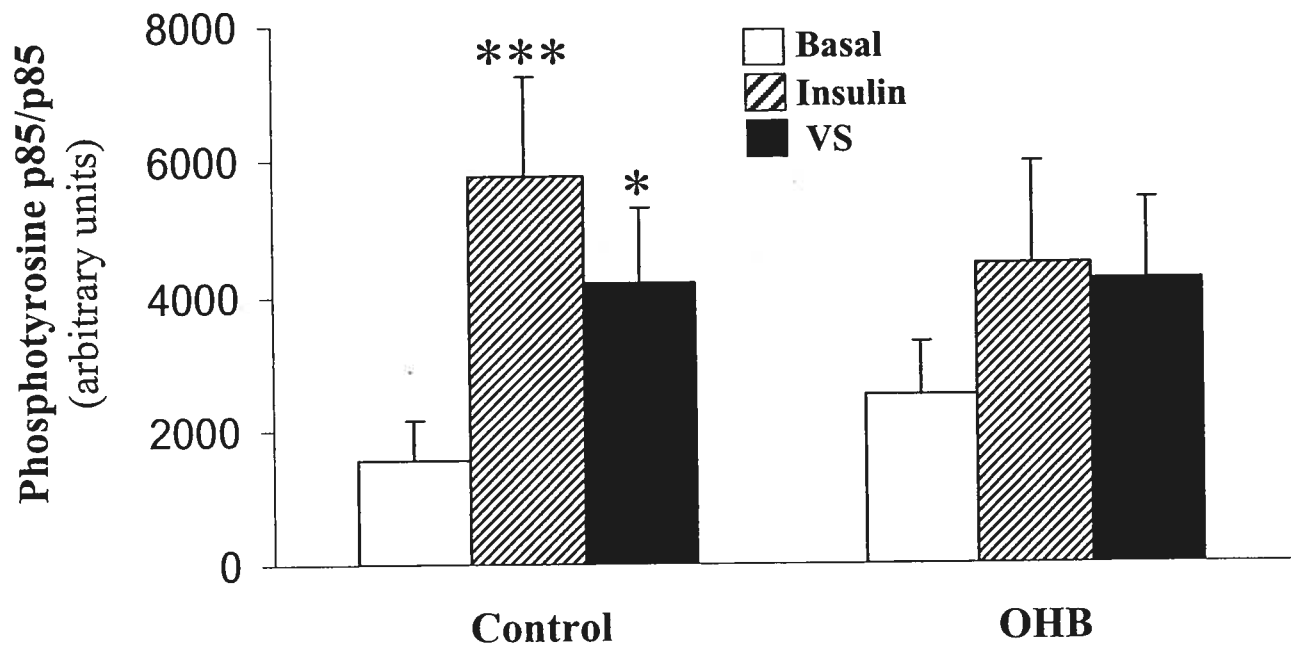 Phosphotyrosine p85/p85
(arbitrary units)
8000
6000
4000
2000
0
***
*
Basal
Insulin
VS
Control
OHB